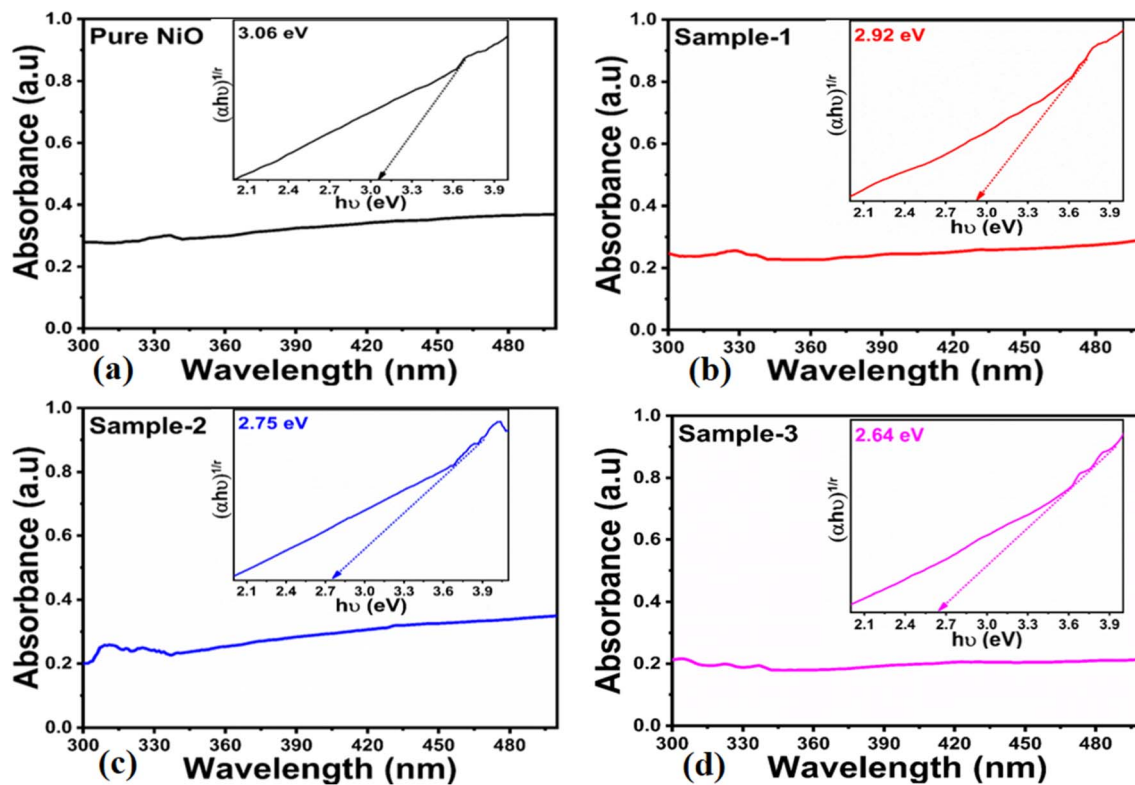 Pure NiO
3.06 eV
(αhυ)^1/r
2.1 2.4 2.7 3.0 3.3 3.6 3.9
hυ (eV)
Absorbance (a.u)
1.0
0.8
0.6
0.4
0.2
0.0
300 330 360 390 420 450 480
Wavelength (nm)
(a)
Sample-1
2.92 eV
(αhυ)^1/r
2.1 2.4 2.7 3.0 3.3 3.6 3.9
hυ (eV)
Absorbance (a.u)
1.0
0.8
0.6
0.4
0.2
0.0
300 330 360 390 420 450 480
Wavelength (nm)
(b)
Sample-2
2.75 eV
(αhυ)^1/r
2.1 2.4 2.7 3.0 3.3 3.6 3.9
hυ (eV)
Absorbance (a.u)
1.0
0.8
0.6
0.4
0.2
0.0
300 330 360 390 420 450 480
Wavelength (nm)
(c)
Sample-3
2.64 eV
(αhυ)^1/r
2.1 2.4 2.7 3.0 3.3 3.6 3.9
hυ (eV)
Absorbance (a.u)
1.0
0.8
0.6
0.4
0.2
0.0
300 330 360 390 420 450 480
Wavelength (nm)
(d)